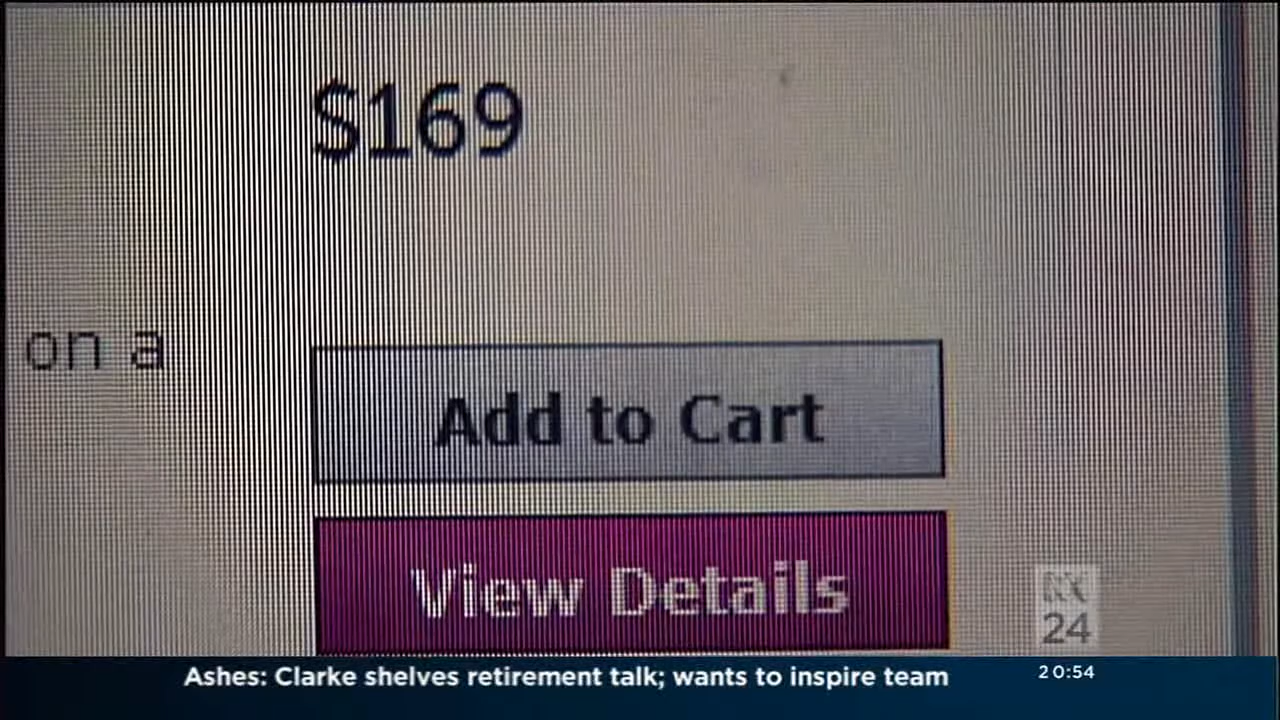 $169
on a
Add to Cart
View Details
24
Ashes: Clarke shelves retirement talk; wants to inspire team
20:54